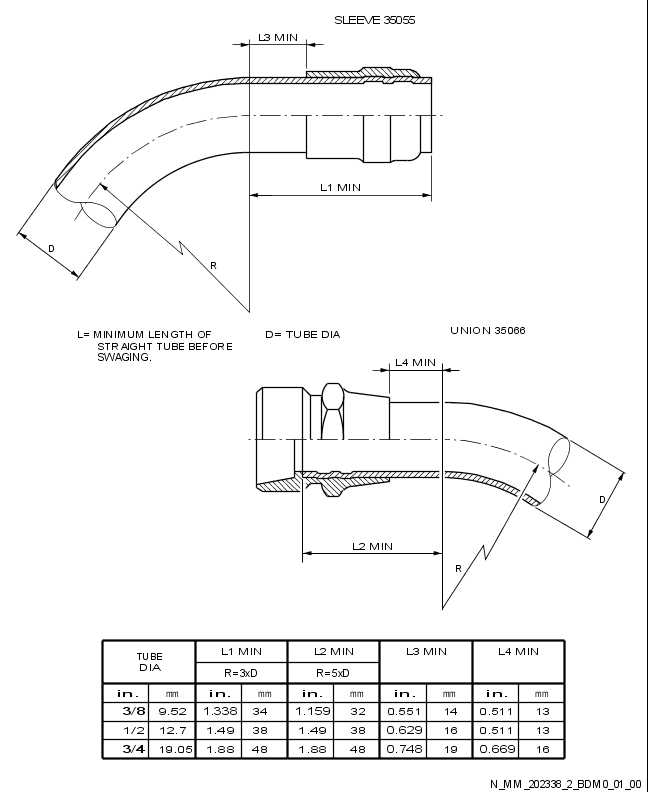 SLEEVE 35055
L3 MIN
L1 MIN
D
R
L= MINIMUM LENGTH OF
STRAIGHT TUBE BEFORE
SWAGING.
D= TUBE DIA
UNION 35066
L4 MIN
D
L2 MIN
R
TUBE DIA L1 MIN L2 MIN L3 MIN L4 MIN
R=3xD R=5xD
in. mm in. mm in. mm in. mm in. mm
3/8 9.52 1.338 34 1.159 32 0.551 14 0.511 13
1/2 12.7 1.49 38 1.49 38 0.629 16 0.511 13
3/4 19.05 1.88 48 1.88 48 0.748 19 0.669 16
N_MM_202338_2_BDM0_01_00